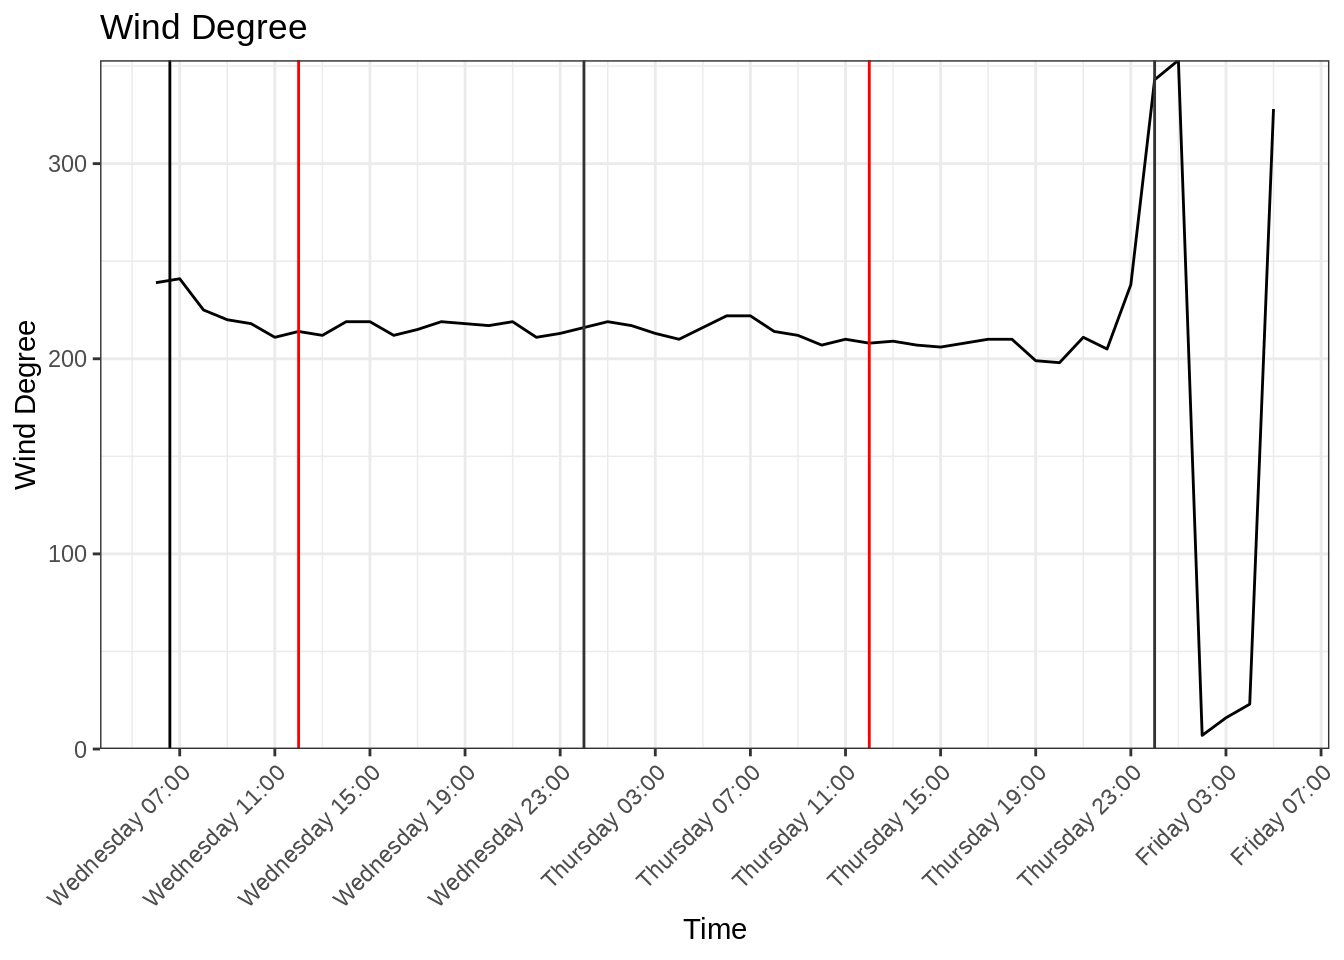 Wind Degree
Wind Degree
300
200
100
0
Wednesday 07:00
Wednesday 11:00
Wednesday 15:00
Wednesday 19:00
Wednesday 23:00
Thursday 03:00
Thursday 07:00
Thursday 11:00
Thursday 15:00
Thursday 19:00
Thursday 23:00
Friday 03:00
Friday 07:00
Time